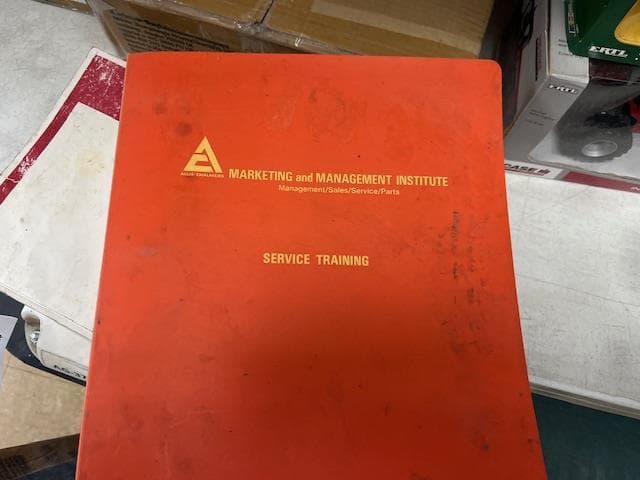 ALLIS-CHALMERS
MARKETING and MANAGEMENT INSTITUTE
Management/Sales/Service/Parts
SERVICE TRAINING
ERTL
ERTL
CASE